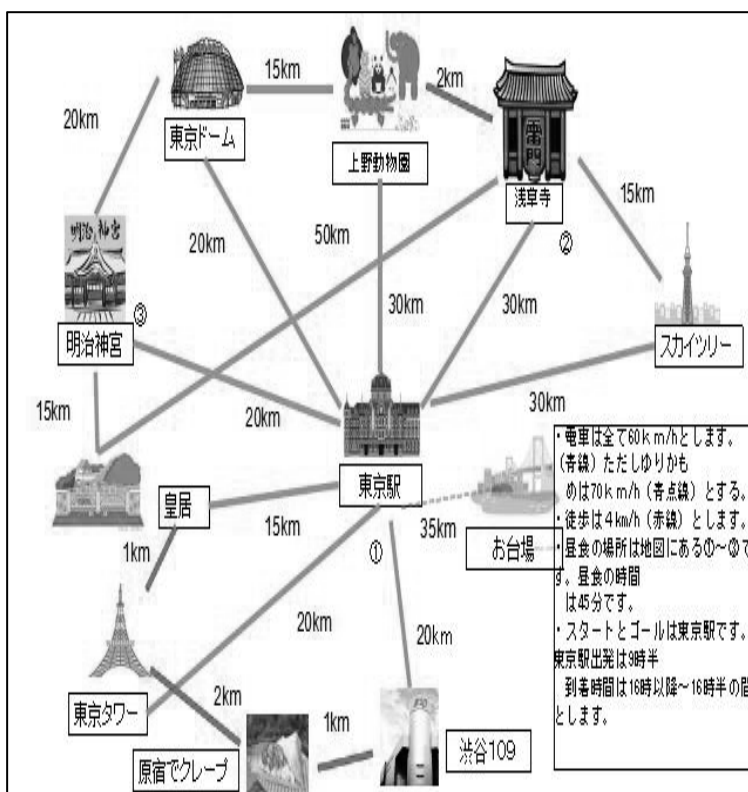 15km
2km
20km
東京ドーム
上野動物園
雷門
浅草寺
15km
明治神宮
20km
50km
②
30km
30km
③
明治神宮
スカイツリー
15km
20km
30km
東京駅
皇居
15km
35km
お台場
1km
①
20km
20km
東京タワー
2km
1km
原宿でクレープ
109
渋谷109
・電車は全て60km/hとします。
(青線)ただしゆりかも
めは70km/h(青点線)とする。
・徒歩は4km/h(赤線)とします。
・昼食の場所は地図にある①~③で
す。昼食の時間
は45分です。
・スタートとゴールは東京駅です。
東京駅出発は9時半
到着時間は16時以降~16時半の間
とします。